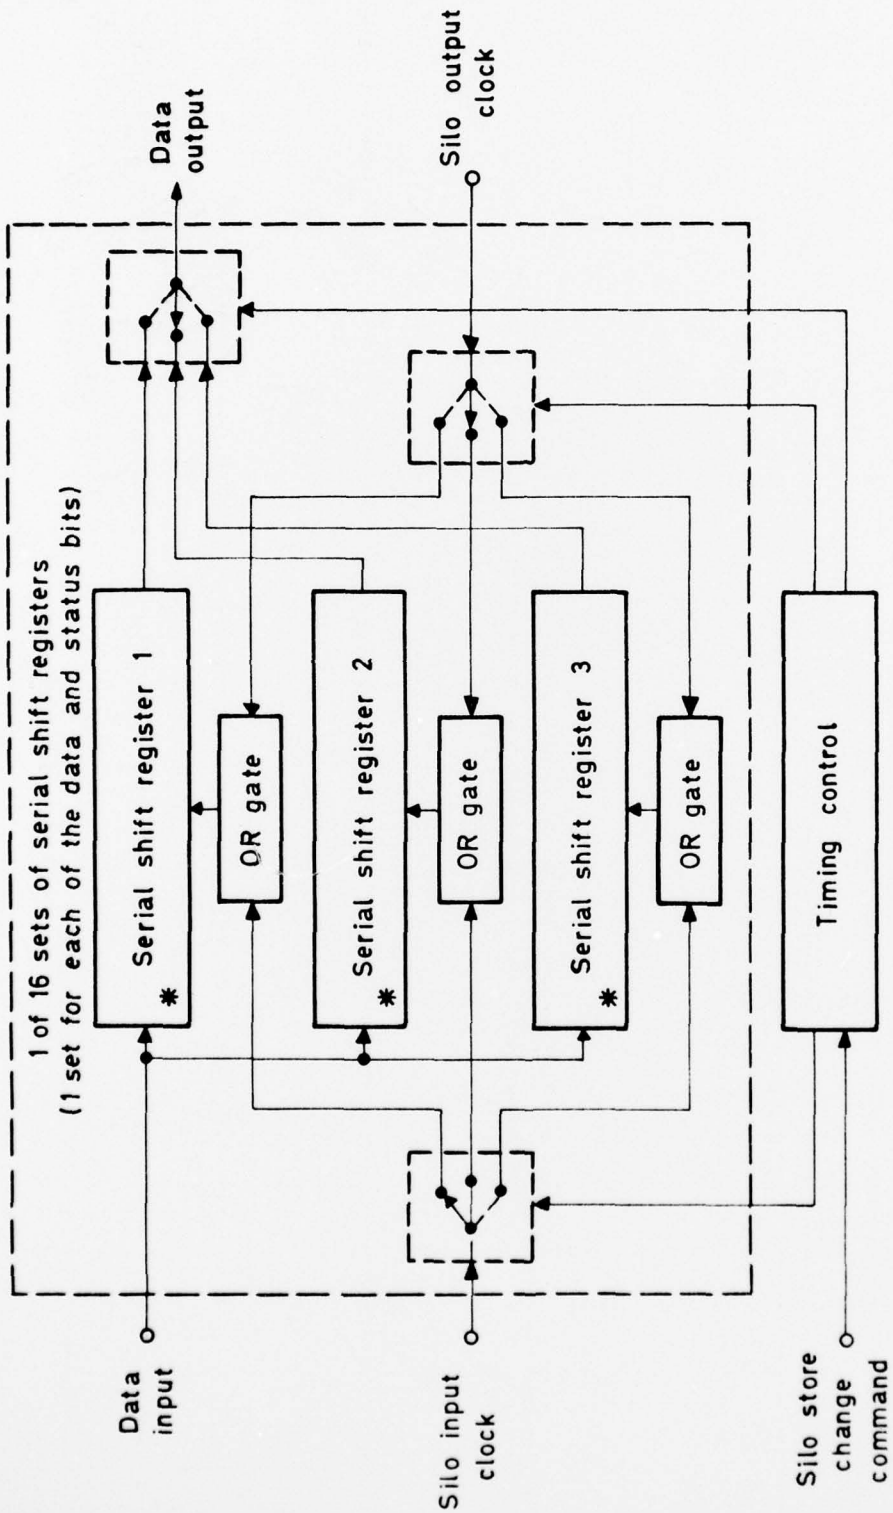 1 of 16 sets of serial shift registers
(1 set for each of the data and status bits)
Data
input
Serial shift register 1
*
Data
output
OR gate
Serial shift register 2
*
Silo input
clock
OR gate
Silo output
clock
Serial shift register 3
*
OR gate
Silo store
change
command
Timing control